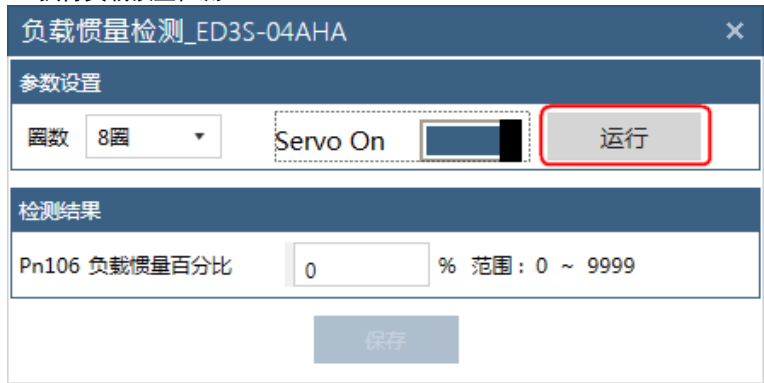 负载惯量检测_ED3S-04AHA ×
参数设置
圈数 8圈 Servo On 运行
检测结果
Pn106 负载惯量百分比 0 % 范围：0 ~ 9999
保存